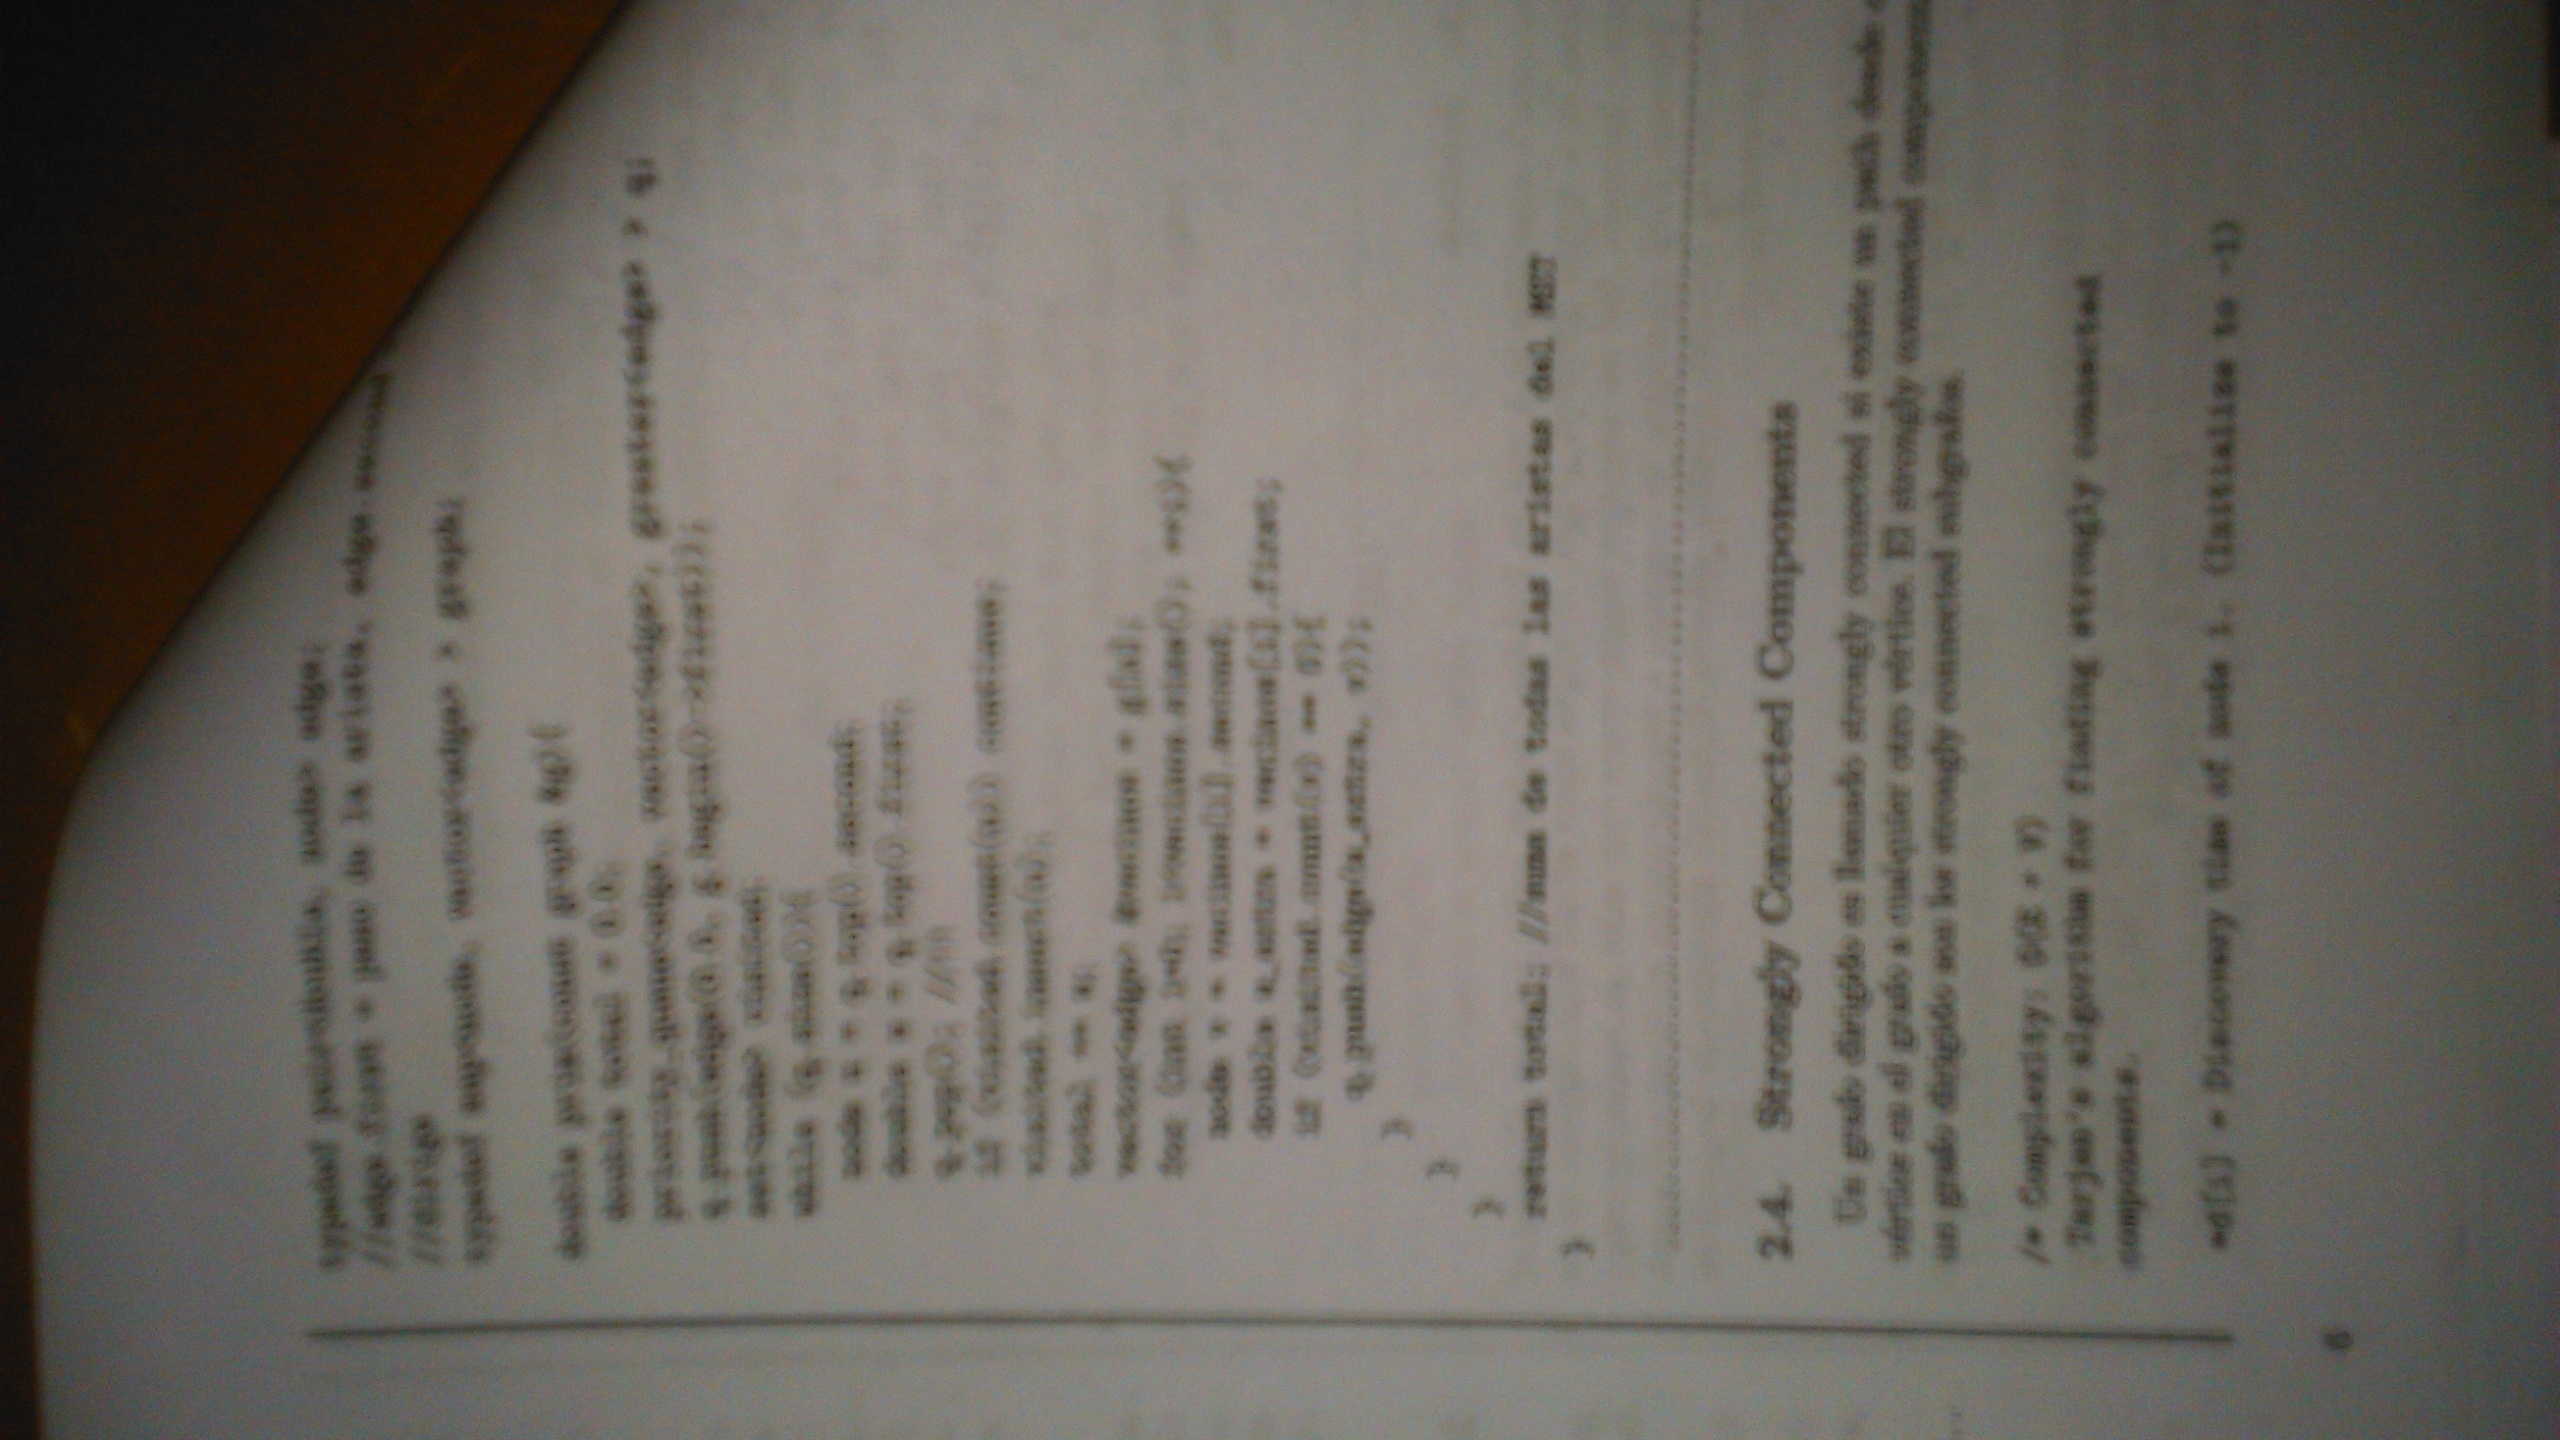 typedef pair<double, node> edge;
//edge.first = peso de la arista, edge.second
//dirige
typedef map<node, vector<edge> > graph;
double prim(const graph &g){
double total = 0.0;
priority_queue<edge, vector<edge>, greater<edge> > q;
q.push(edge(0.0, g.begin()->first));
set<node> visited;
while (q.size()){
node u = q.top().second;
double w = q.top().first;
q.pop(); //!!
if (visited.count(u)) continue;
visited.insert(u);
total += w;
vector<edge> &vecinos = g[u];
for (int i=0; i<vecinos.size(); ++i){
node v = vecinos[i].second;
double w_extra = vecinos[i].first;
if (visited.count(v) == 0){
q.push(edge(w_extra, v));
}
}
}
return total; //suma de todas las aristas del MST
}
2.4. Strongly Connected Components
Un grafo dirigido es llamado strongly connected si existe un path desde
vértice en el grafo a cualquier otro vértice. El strongly connected
un grafo dirigido son los strongly connected subgrafos.
/* Complexity: O(E + V)
Tarjan's algorithm for finding strongly connected
components.
*d[i] = Discovery time of node i. (Initialize to -1)
6